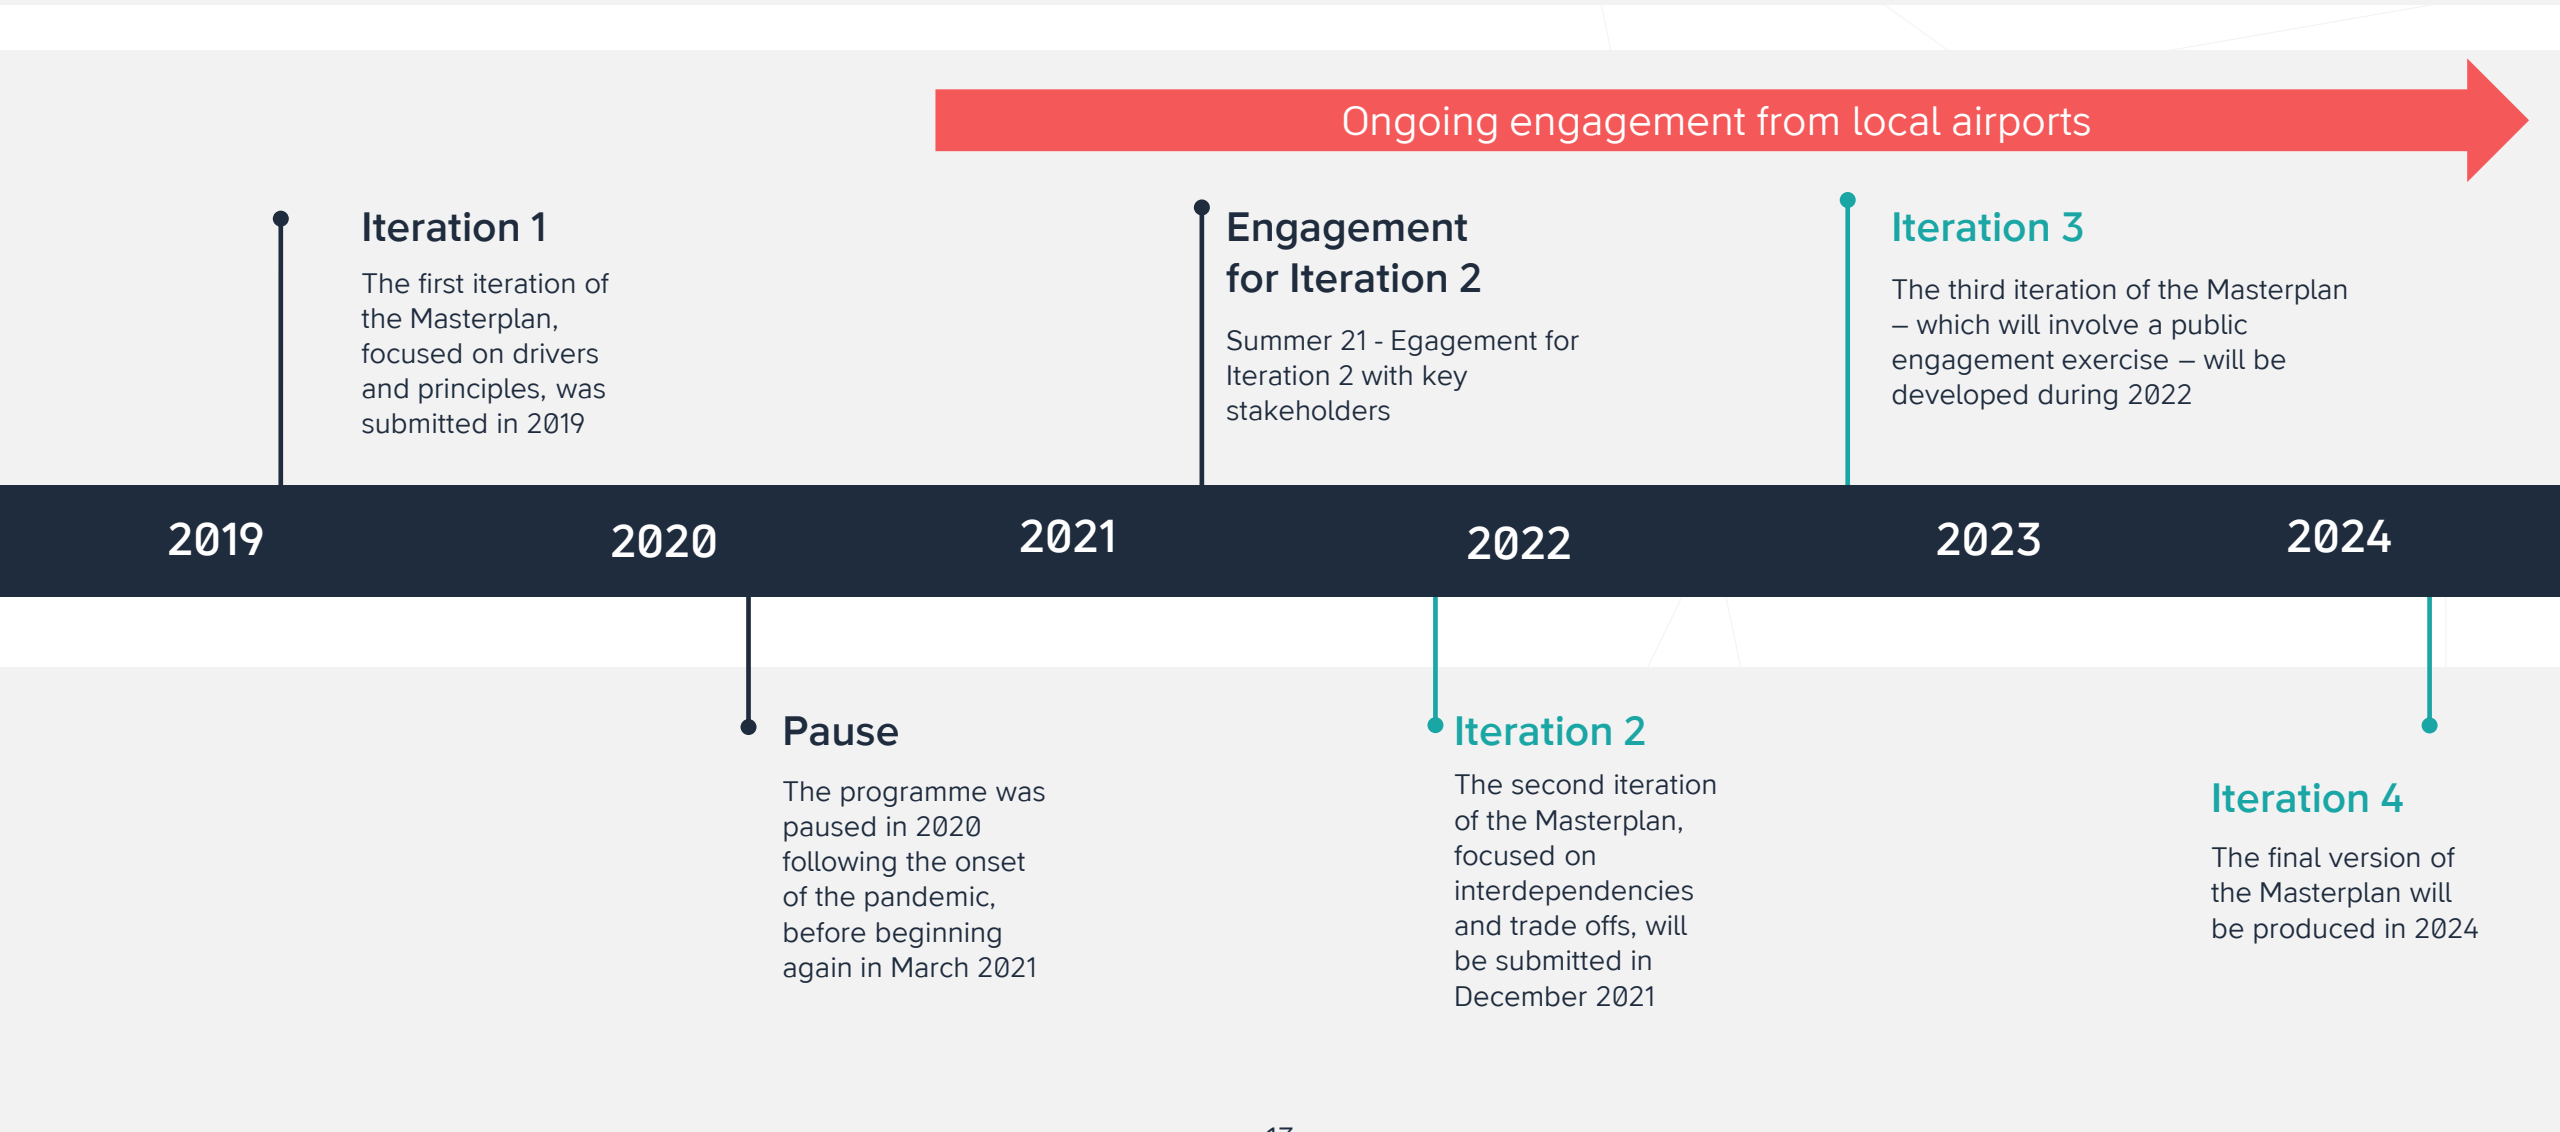 Ongoing engagement from local airports
Iteration 1
The first iteration of
the Masterplan,
focused on drivers
and principles, was
submitted in 2019
Engagement
for Iteration 2
Summer 21 - Egagement for
Iteration 2 with key
stakeholders
Iteration 3
The third iteration of the Masterplan
– which will involve a public
engagement exercise – will be
developed during 2022
2019 2020 2021 2022 2023 2024
Pause
The programme was
paused in 2020
following the onset
of the pandemic,
before beginning
again in March 2021
Iteration 2
The second iteration
of the Masterplan,
focused on
interdependencies
and trade offs, will
be submitted in
December 2021
Iteration 4
The final version of
the Masterplan will
be produced in 2024